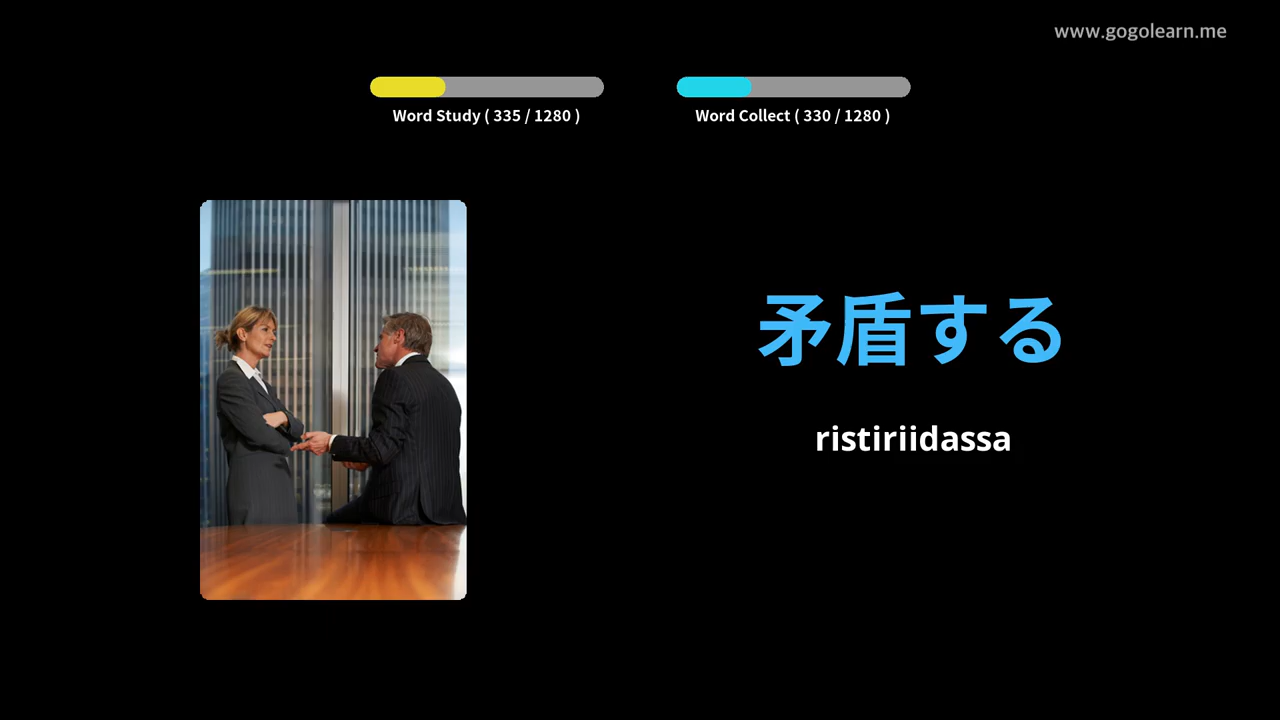 www.gogolearn.me
Word Study ( 335 / 1280 )
Word Collect ( 330 / 1280 )
矛盾する
ristiriidassa